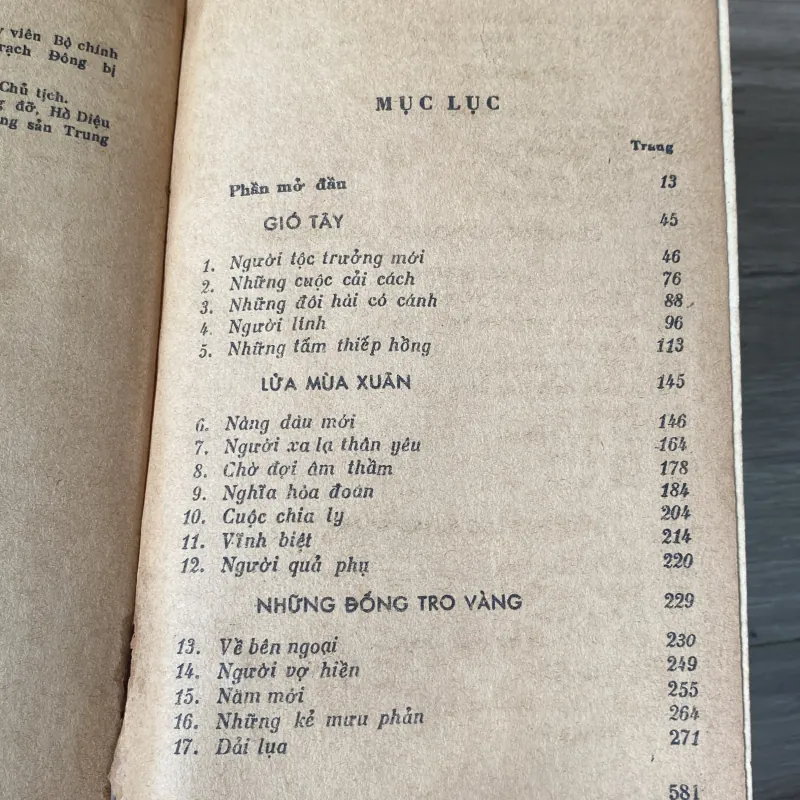 viên Bộ chính
rạch Đông bị
Chủ tịch.
g đỡ, Hồ Diệu
ng sản Trung
MỤC LỤC
Trang
Phần mở đầu 13
GIÓ TÂY 45
1. Người tộc trưởng mới 46
2. Những cuộc cải cách 76
3. Những đôi hài có cánh 88
4. Người lính 96
5. Những tấm thiếp hồng 113
LỬA MÙA XUÂN 145
6. Nàng dâu mới 146
7. Người xa lạ thân yêu 164
8. Chờ đợi âm thầm 178
9. Nghĩa hòa đoàn 184
10. Cuộc chia ly 204
11. Vĩnh biệt 214
12. Người quả phụ 220
NHỮNG ĐỐNG TRO VÀNG 229
13. Về bên ngoại 230
14. Người vợ hiền 249
15. Năm mới 255
16. Những kẻ mưu phản 264
17. Dải lụa 271
581